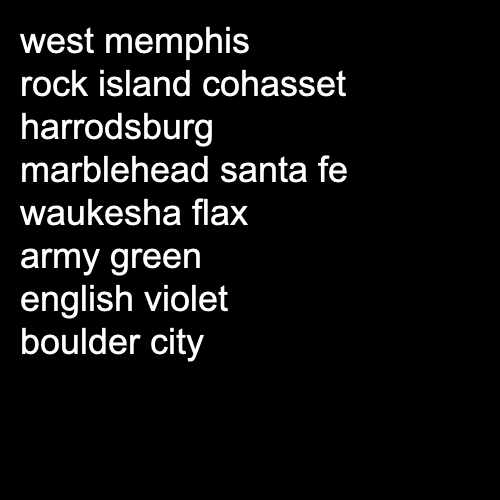 west memphis
rock island cohasset
harrodsburg
marblehead santa fe
waukesha flax
army green
english violet
boulder city